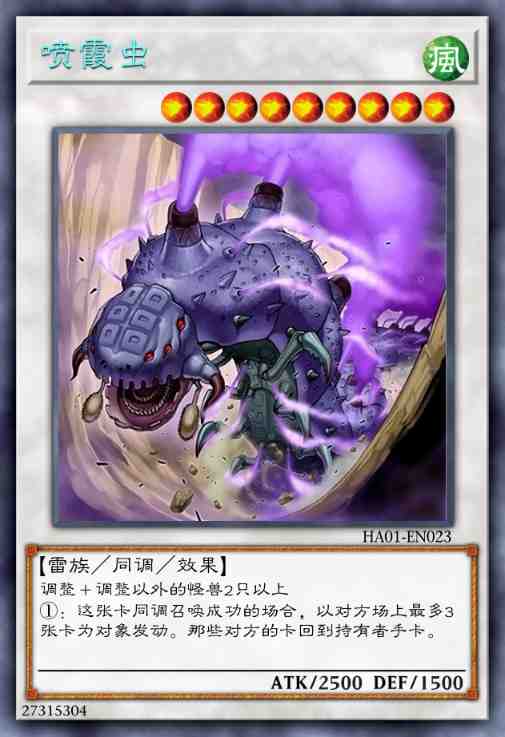 喷霞虫
瘋
HA01-EN023
【雷族／同调／效果】
调整＋调整以外的怪兽2只以上
①：这张卡同调召唤成功的场合，以对方场上最多3
张卡为对象发动。那些对方的卡回到持有者手卡。
ATK/2500 DEF/1500
27315304